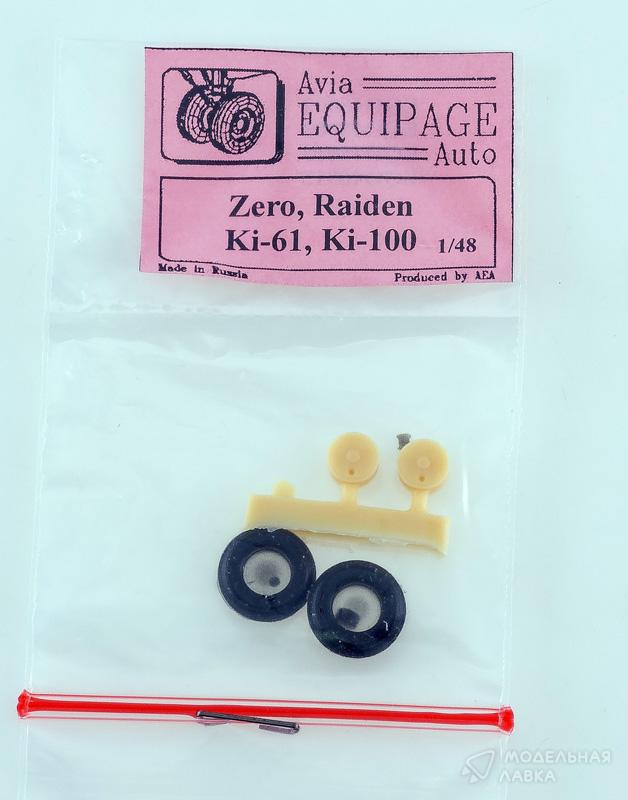 Avia
EQUIPAGE
Auto
Zero, Raiden
Ki-61, Ki-100 1/48
Made in Russia
Produced by AEA
МОДЕЛЬНАЯ
ЛАВКА